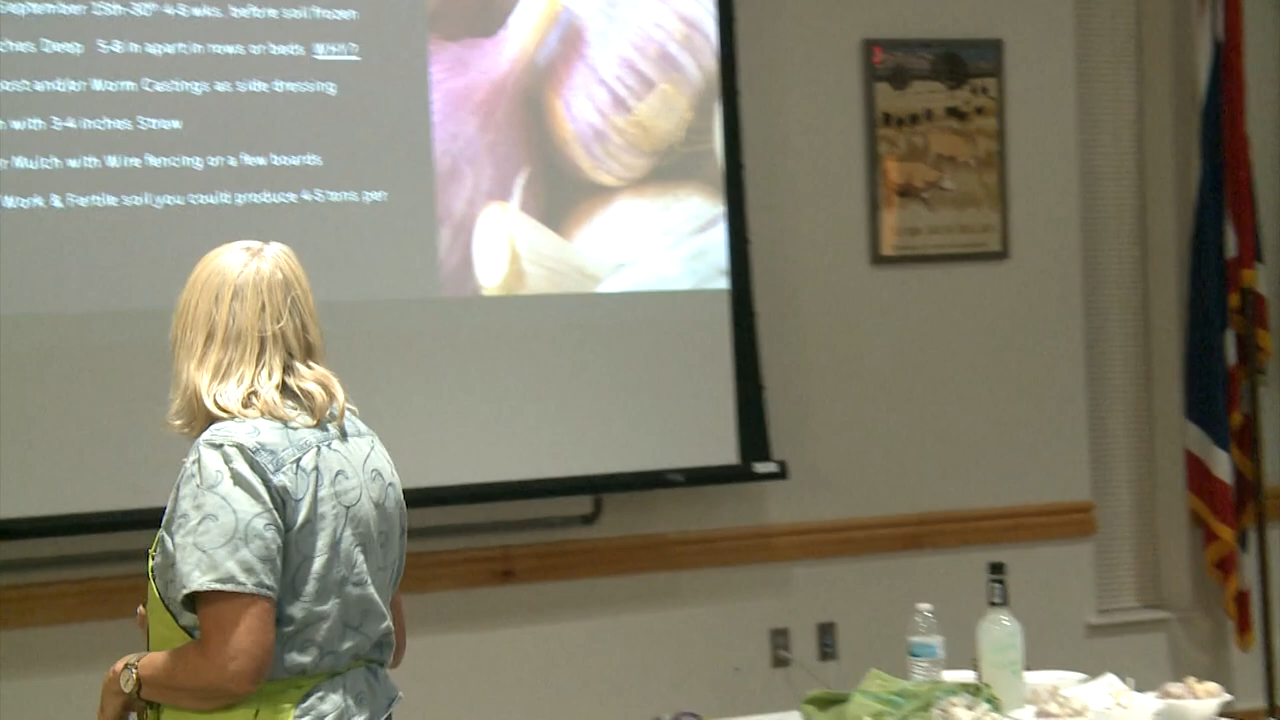 September 15th-30th 4-6 wks. before soil frozen
ches Deep 5-8 in apart in rows or beds WHY?
ost and/or Worm Castings as side dressing
with 3-4 inches Straw
r Mulch with Wire fencing or a few boards
Work & Fertile soil you could produce 4-5 tons per